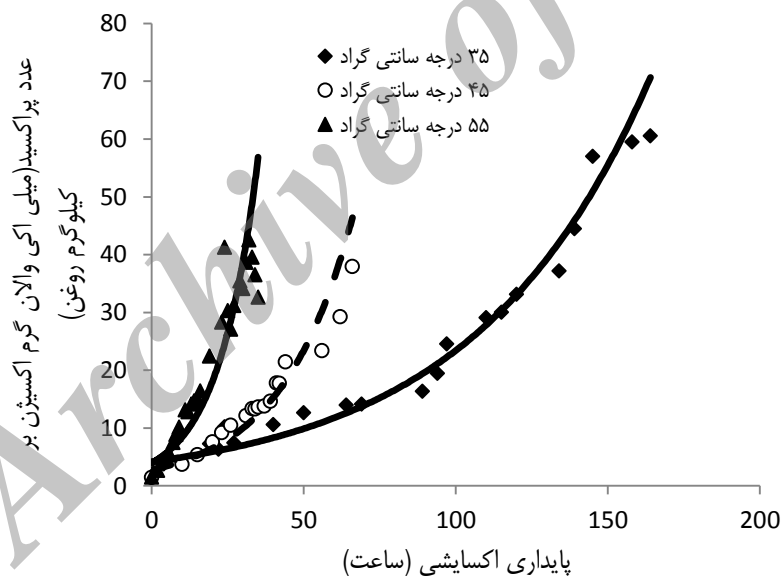 80
70
60
50
40
30
20
10
0
0 50 100 150 200
۳۵ درجه سانتی گراد
۴۵ درجه سانتی گراد
۵۵ درجه سانتی گراد
عدد پراکسید(میلی اکی والان گرم اکسیژن بر
کیلوگرم روغن)
پایداری اکسایشی (ساعت)
Archive of